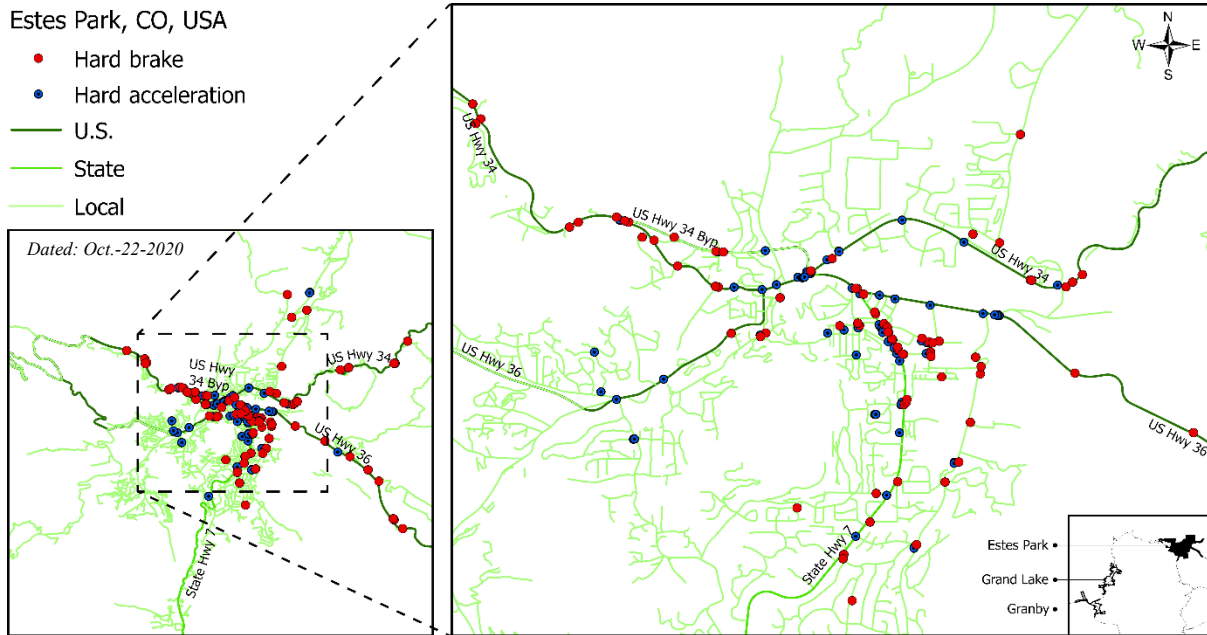 Estes Park, CO, USA
Hard brake
Hard acceleration
U.S.
State
Local
Dated: Oct.-22-2020
US Hwy
34 Byp
US Hwy 34
US Hwy 36
State Hwy 7
N
W E
S
US Hwy 34
US Hwy 34 Byp
US Hwy 34
US Hwy 36
US Hwy 36
State Hwy 7
Estes Park
Grand Lake
Granby